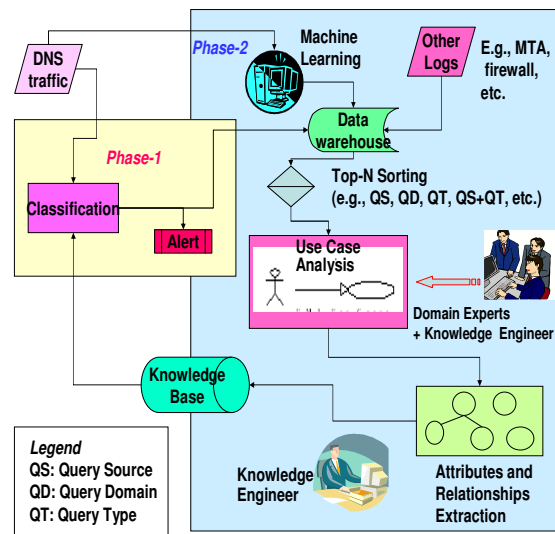 DNS
traffic
Phase-2
Machine
Learning
Other
Logs
E.g., MTA,
firewall,
etc.
Data
warehouse
Phase-1
Classification
Alert
Top-N Sorting
(e.g., QS, QD, QT, QS+QT, etc.)
Use Case
Analysis
Domain Experts
+ Knowledge Engineer
Knowledge
Base
Legend
QS: Query Source
QD: Query Domain
QT: Query Type
Knowledge
Engineer
Attributes and
Relationships
Extraction